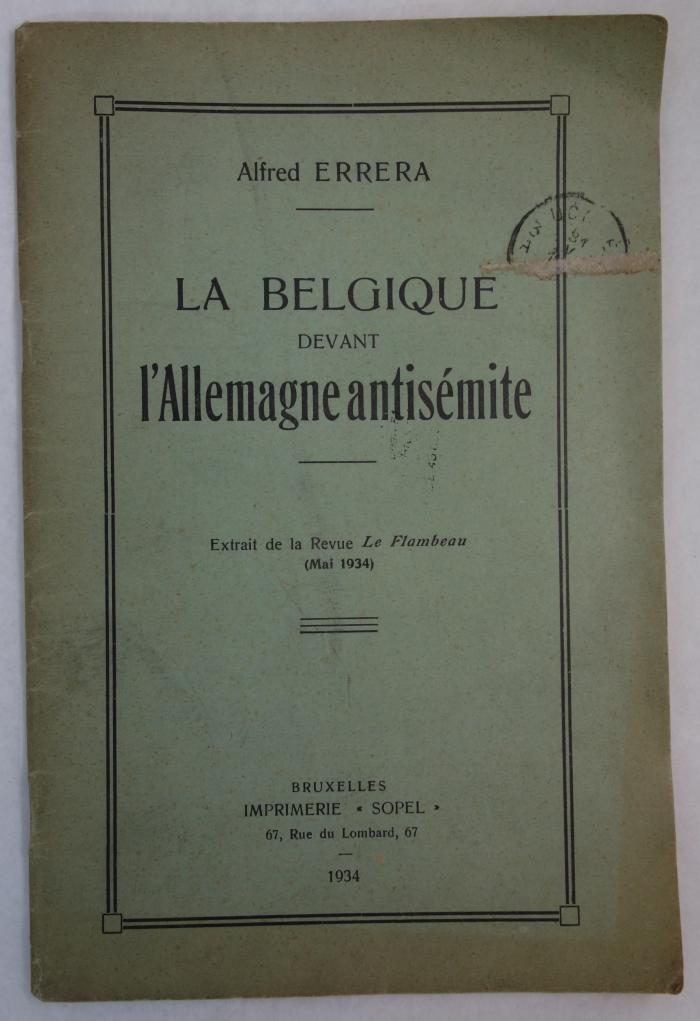 Alfred ERRERA
LA BELGIQUE
DEVANT
l'Allemagne antisémite
Extrait de la Revue Le Flambeau
(Mai 1934)
BRUXELLES
IMPRIMERIE « SOPEL »
67, Rue du Lombard, 67
1934